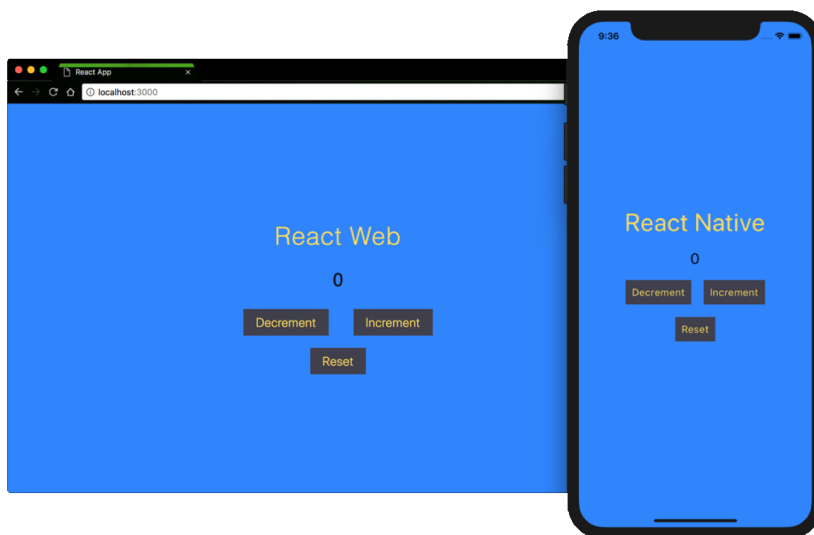 React App
localhost:3000
React Web
0
Decrement Increment
Reset
9:36
React Native
0
Decrement Increment
Reset